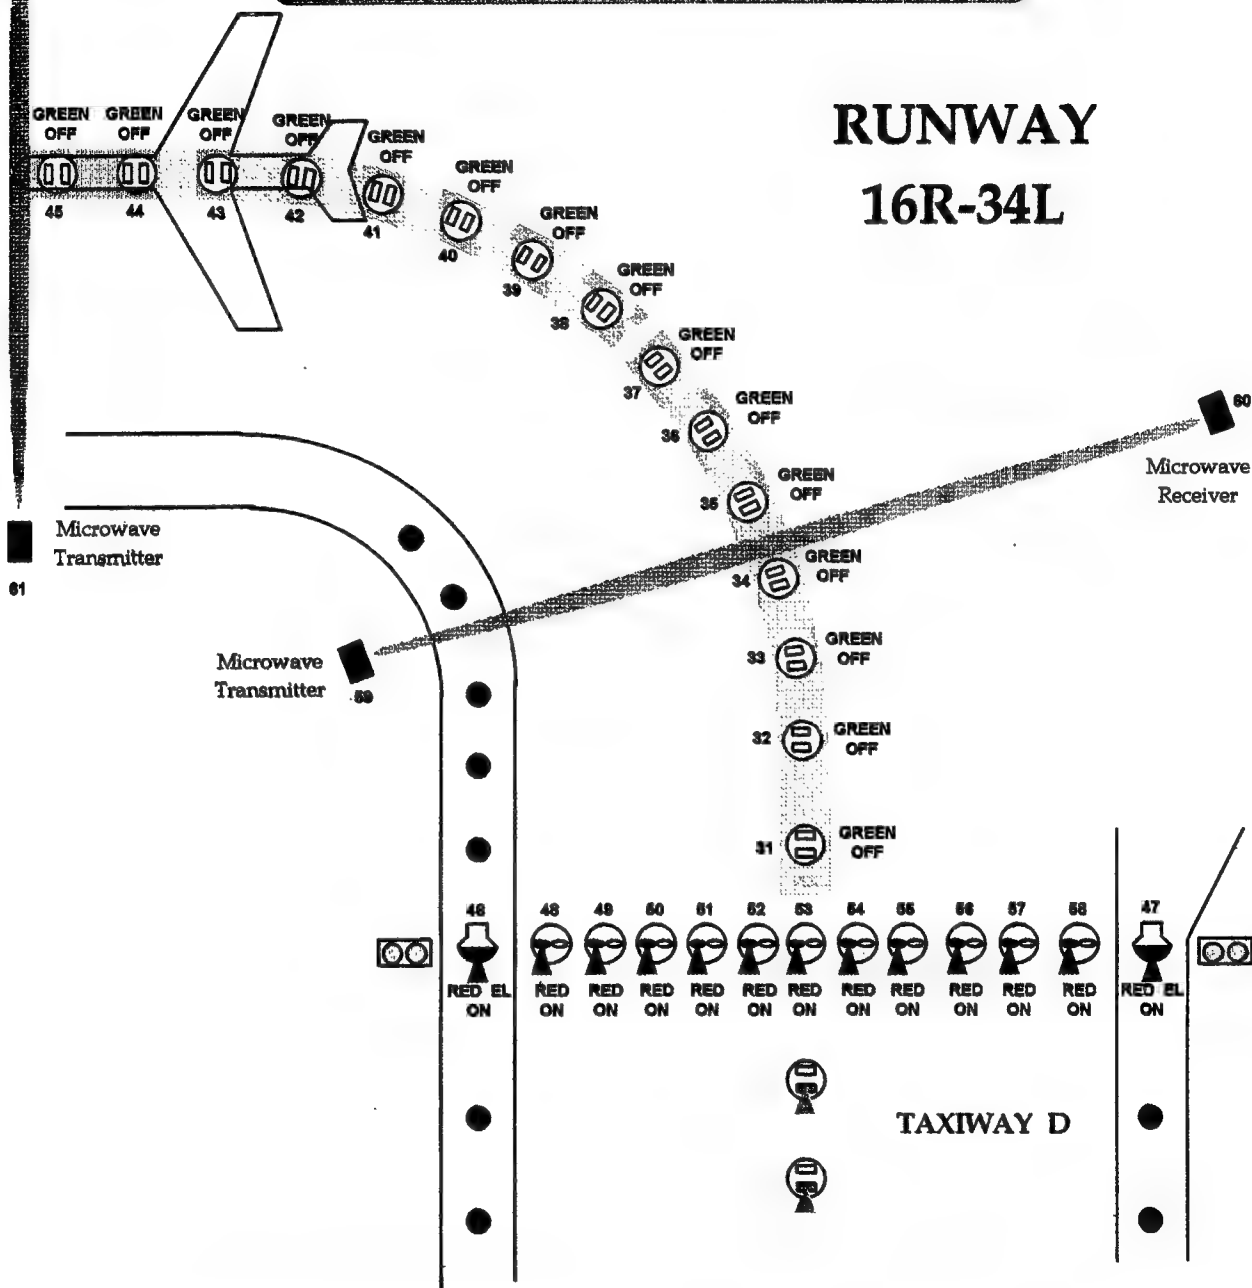 RUNWAY
16R-34L
GREEN OFF
45
GREEN OFF
44
GREEN OFF
43
GREEN OFF
42
GREEN OFF
41
GREEN OFF
40
GREEN OFF
39
GREEN OFF
38
GREEN OFF
37
GREEN OFF
36
GREEN OFF
35
GREEN OFF
34
GREEN OFF
33
GREEN OFF
32
GREEN OFF
31
60
Microwave
Receiver
Microwave
Transmitter
61
Microwave
Transmitter
59
46
48
49
50
51
52
53
54
55
56
57
58
47
RED EL
ON
RED
ON
RED
ON
RED
ON
RED
ON
RED
ON
RED
ON
RED
ON
RED
ON
RED
ON
RED
ON
RED
ON
RED EL
ON
TAXIWAY D